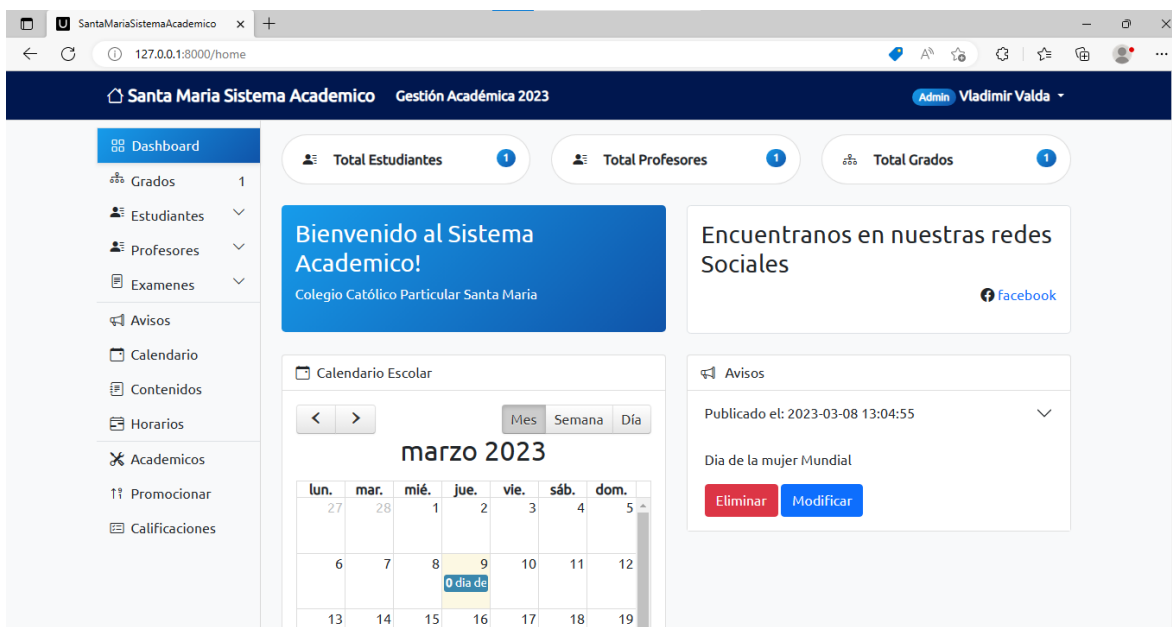 SantaMariaSistemaAcademico
127.0.0.1:8000/home
Santa Maria Sistema Academico Gestión Académica 2023 Admin Vladimir Valda
Dashboard
Grados 1
Estudiantes
Profesores
Examenes
Avisos
Calendario
Contenidos
Horarios
Academicos
Promocionar
Calificaciones
Total Estudiantes 1 Total Profesores 1 Total Grados 1
Bienvenido al Sistema
Academico!
Colegio Católico Particular Santa Maria
Encuentranos en nuestras redes
Sociales
facebook
Calendario Escolar
Mes Semana Día
marzo 2023
lun. mar. mié. jue. vie. sáb. dom.
27 28 1 2 3 4 5
6 7 8 9 10 11 12
0 dia de
13 14 15 16 17 18 19
Avisos
Publicado el: 2023-03-08 13:04:55
Dia de la mujer Mundial
Eliminar Modificar